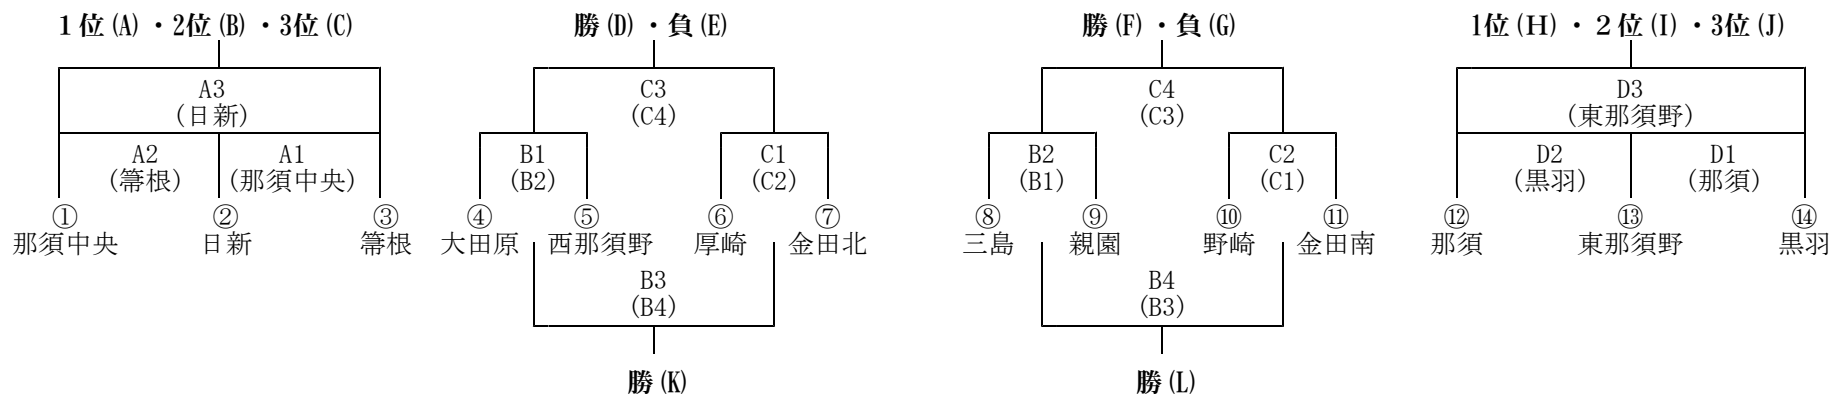 １位(A)・2位(B)・3位(C)
勝(D)・負(E)
勝(F)・負(G)
1位(H)・２位(I)・3位(J)
A3
(日新)
C3
(C4)
C4
(C3)
D3
(東那須野)
A2
(箒根)
A1
(那須中央)
B1
(B2)
C1
(C2)
B2
(B1)
C2
(C1)
D2
(黒羽)
D1
(那須)
① ② ③ ④ ⑤ ⑥ ⑦ ⑧ ⑨ ⑩ ⑪ ⑫ ⑬ ⑭
那須中央 日新 箒根 大田原 西那須野 厚崎 金田北 三島 親園 野崎 金田南 那須 東那須野 黒羽
B3
(B4)
B4
(B3)
勝(K)
勝(L)